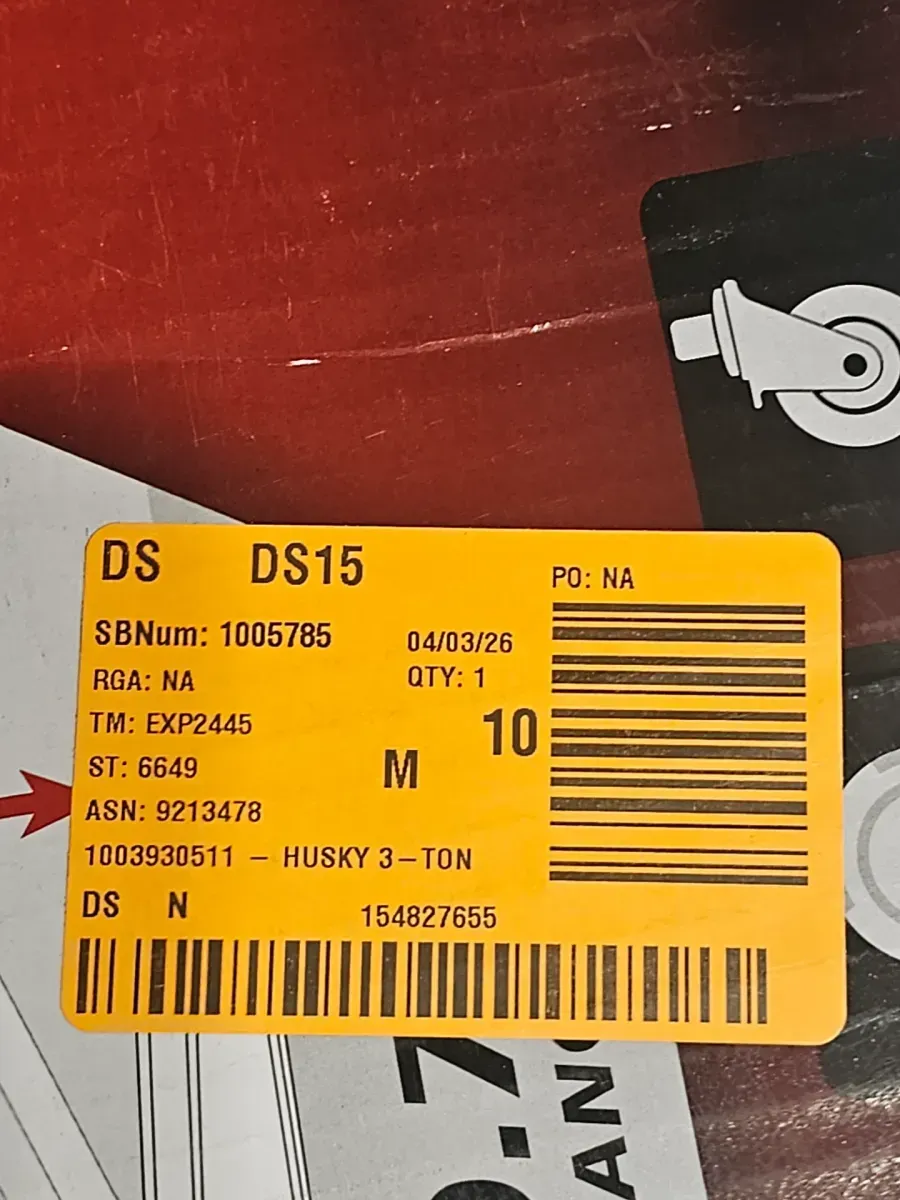 DS DS15
PO: NA
SBNum: 1005785 04/03/26
RGA: NA QTY: 1
TM: EXP2445 10
ST: 6649 M
ASN: 9213478
1003930511 – HUSKY 3–TON
DS N 154827655